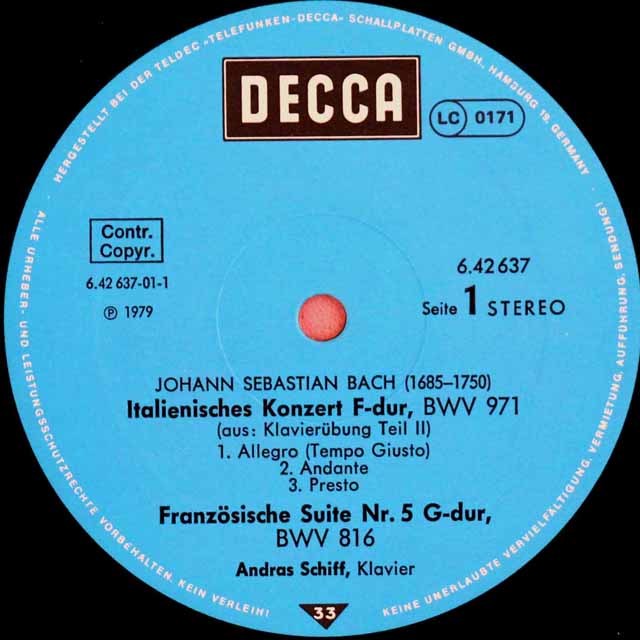 HERGESTELLT BEI DER TELDEC »TELEFUNKEN-DECCA« SCHALLPLATTEN GMBH, HAMBURG 19, GERMANY
DECCA
LC 0171
Contr.
Copyr.
6.42 637-01-1
℗ 1979
6.42 637
Seite 1 STEREO
JOHANN SEBASTIAN BACH (1685–1750)
Italienisches Konzert F-dur, BWV 971
(aus: Klavierübung Teil II)
1. Allegro (Tempo Giusto)
2. Andante
3. Presto
Französische Suite Nr. 5 G-dur,
BWV 816
Andras Schiff, Klavier
33
ALLE URHEBER- UND LEISTUNGSSCHUTZRECHTE VORBEHALTEN. KEIN VERLEIH!
KEINE UNERLAUBTE VERVIELFÄLTIGUNG, VERMIETUNG, AUFFÜHRUNG, SENDUNG!